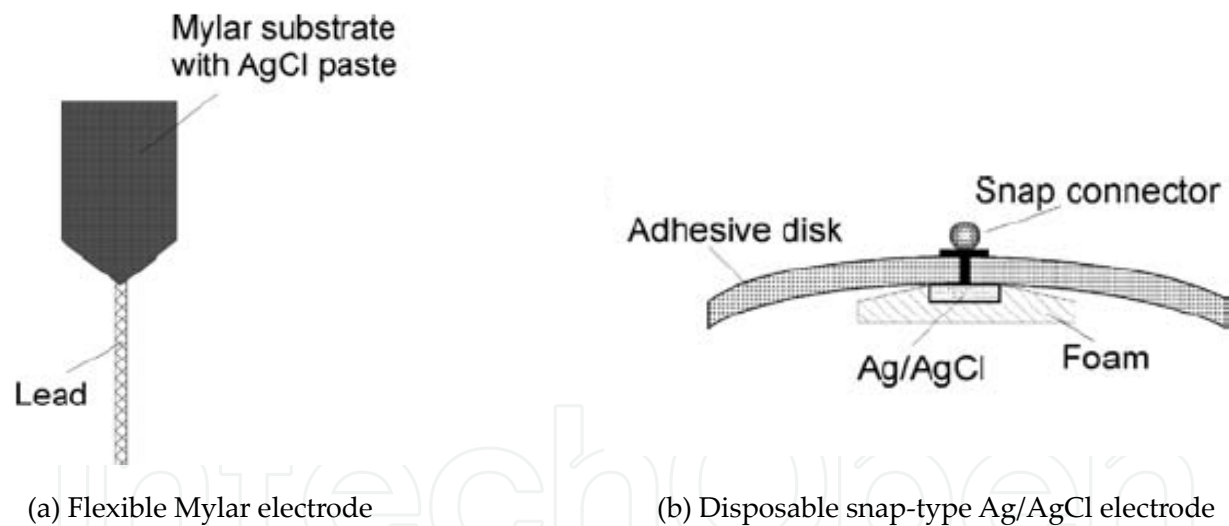 Mylar substrate
with AgCl paste
Lead
Snap connector
Adhesive disk
Ag/AgCl
Foam
intechopen
(a) Flexible Mylar electrode
(b) Disposable snap-type Ag/AgCl electrode